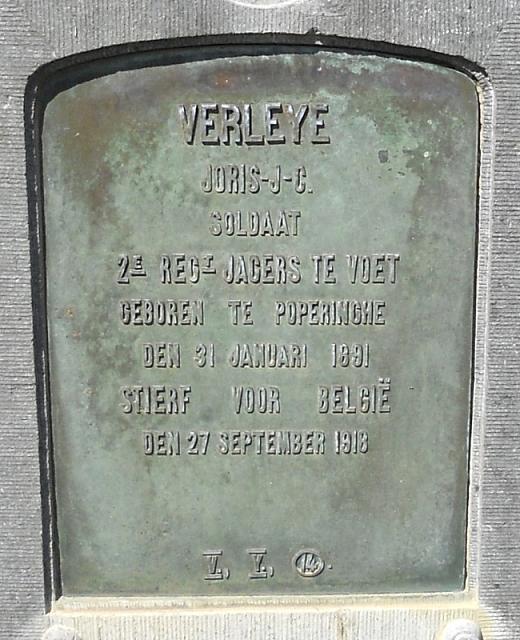 VERLEYE
JORIS-J-C.
SOLDAAT
2E REGT JAGERS TE VOET
GEBOREN TE POPERINGHE
DEN 31 JANUARI 1891
STIERF VOOR BELGIË
DEN 27 SEPTEMBER 1918
V, V, 14.